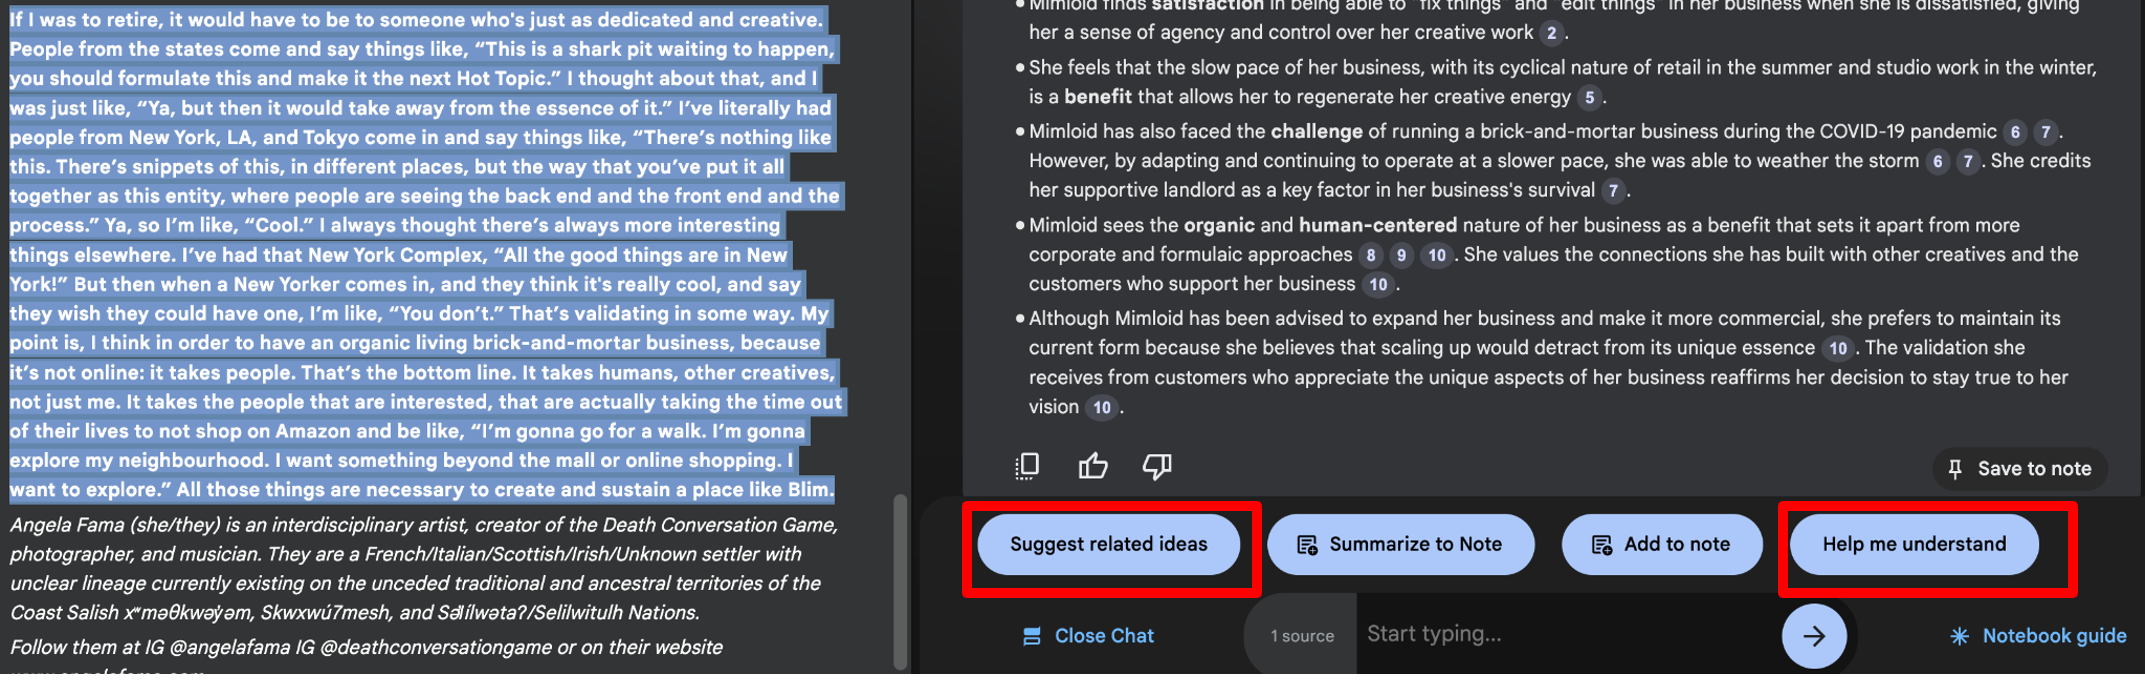 If I was to retire, it would have to be to someone who's just as dedicated and creative.
People from the states come and say things like, “This is a shark pit waiting to happen,
you should formulate this and make it the next Hot Topic.” I thought about that, and I
was just like, “Ya, but then it would take away from the essence of it.” I’ve literally had
people from New York, LA, and Tokyo come in and say things like, “There’s nothing like
this. There’s snippets of this, in different places, but the way that you’ve put it all
together as this entity, where people are seeing the back end and the front end and the
process.” Ya, so I’m like, “Cool.” I always thought there’s always more interesting
things elsewhere. I’ve had that New York Complex, “All the good things are in New
York!” But then when a New Yorker comes in, and they think it's really cool, and say
they wish they could have one, I’m like, “You don’t.” That’s validating in some way. My
point is, I think in order to have an organic living brick-and-mortar business, because
it’s not online: it takes people. That’s the bottom line. It takes humans, other creatives,
not just me. It takes the people that are interested, that are actually taking the time out
of their lives to not shop on Amazon and be like, “I’m gonna go for a walk. I’m gonna
explore my neighbourhood. I want something beyond the mall or online shopping. I
want to explore.” All those things are necessary to create and sustain a place like Blim.
Angela Fama (she/they) is an interdisciplinary artist, creator of the Death Conversation Game,
photographer, and musician. They are a French/Italian/Scottish/Irish/Unknown settler with
unclear lineage currently existing on the unceded traditional and ancestral territories of the
Coast Salish xʷməθkwəy̓əm, Skwxwú7mesh, and Səl̓ílwətaʔ/Selilwitulh Nations.
Follow them at IG @angelafama IG @deathconversationgame or on their website
www.angelafama.com
Mimloid finds satisfaction in being able to "fix things" and "edit things" in her business when she is dissatisfied, giving
her a sense of agency and control over her creative work 2.
She feels that the slow pace of her business, with its cyclical nature of retail in the summer and studio work in the winter,
is a benefit that allows her to regenerate her creative energy 5.
Mimloid has also faced the challenge of running a brick-and-mortar business during the COVID-19 pandemic 6 7.
However, by adapting and continuing to operate at a slower pace, she was able to weather the storm 6 7. She credits
her supportive landlord as a key factor in her business's survival 7.
Mimloid sees the organic and human-centered nature of her business as a benefit that sets it apart from more
corporate and formulaic approaches 8 9 10. She values the connections she has built with other creatives and the
customers who support her business 10.
Although Mimloid has been advised to expand her business and make it more commercial, she prefers to maintain its
current form because she believes that scaling up would detract from its unique essence 10. The validation she
receives from customers who appreciate the unique aspects of her business reaffirms her decision to stay true to her
vision 10.
Save to note
Suggest related ideas
Summarize to Note
Add to note
Help me understand
Close Chat
1 source
Start typing...
Notebook guide